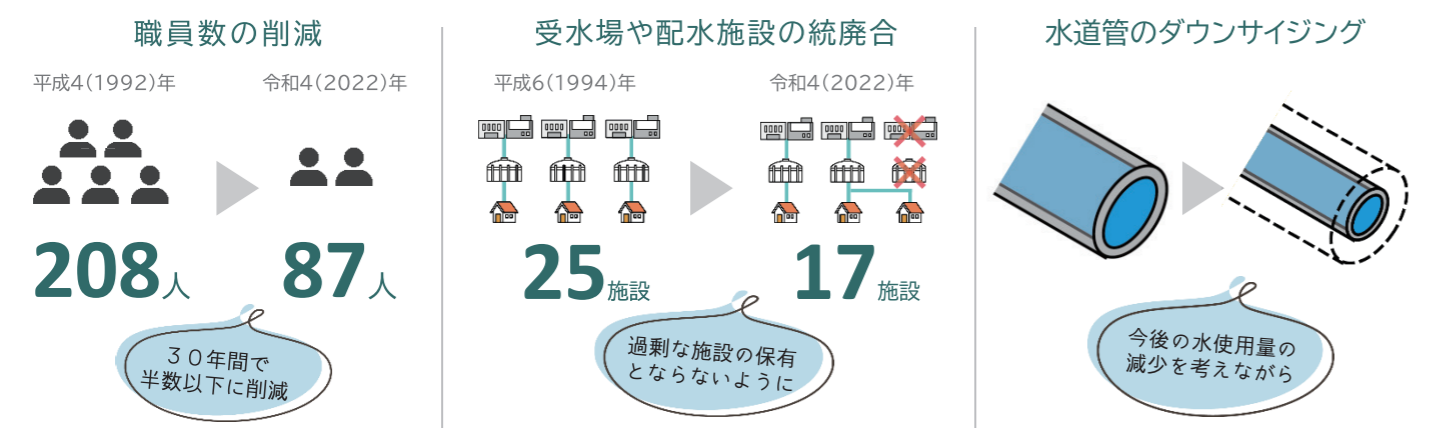 職員数の削減
平成4(1992)年
令和4(2022)年
208人
87人
３０年間で
半数以下に削減
受水場や配水施設の統廃合
平成6(1994)年
令和4(2022)年
25施設
17施設
過剰な施設の保有
とならないように
水道管のダウンサイジング
今後の水使用量の
減少を考えながら